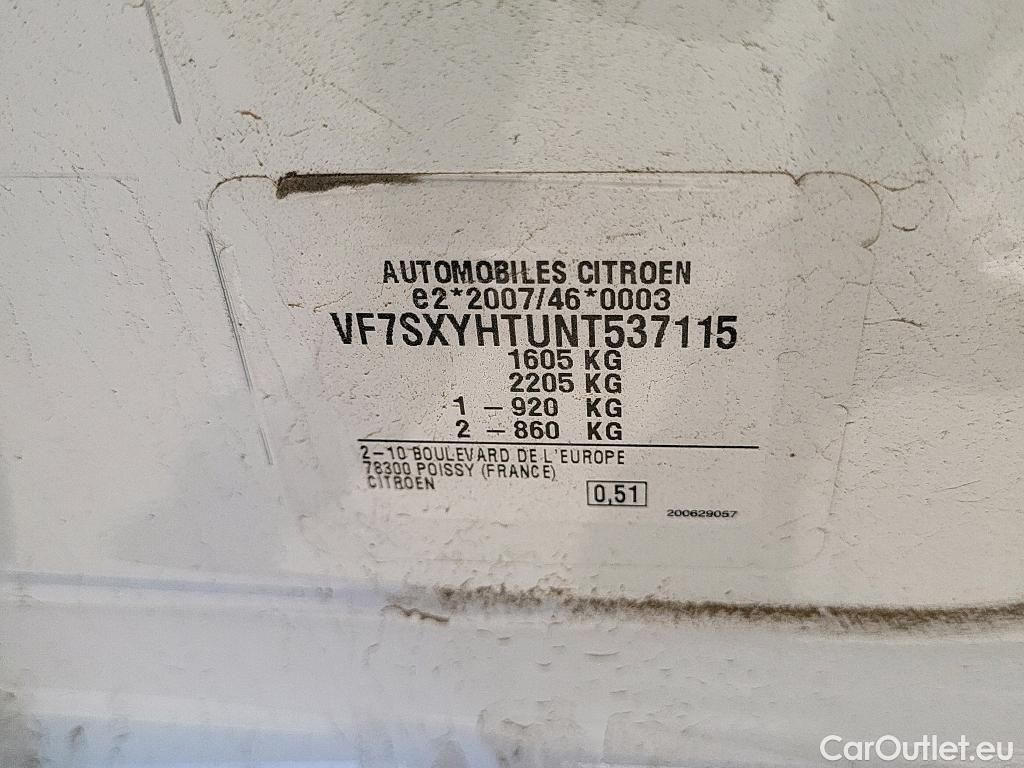 AUTOMOBILES CITROEN
e2*2007/46*0003
VF7SXYHTUNT537115
1605 KG
2205 KG
1 – 920 KG
2 – 860 KG
2–10 BOULEVARD DE L'EUROPE
78300 POISSY (FRANCE)
CITROEN
0,51
200629057
CarOutlet.eu